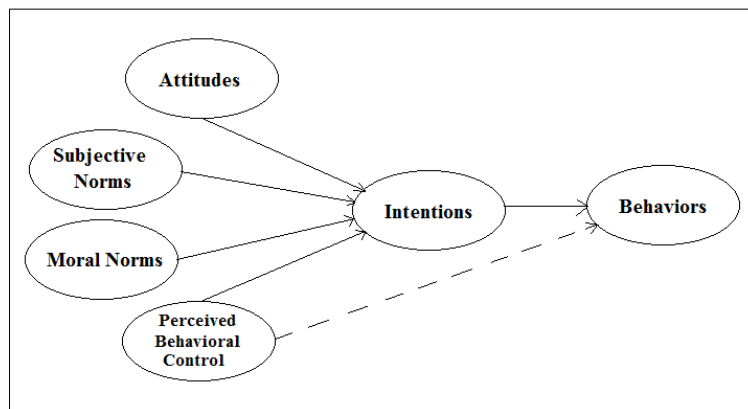 Attitudes
Subjective
Norms
Moral Norms
Perceived
Behavioral
Control
Intentions
Behaviors